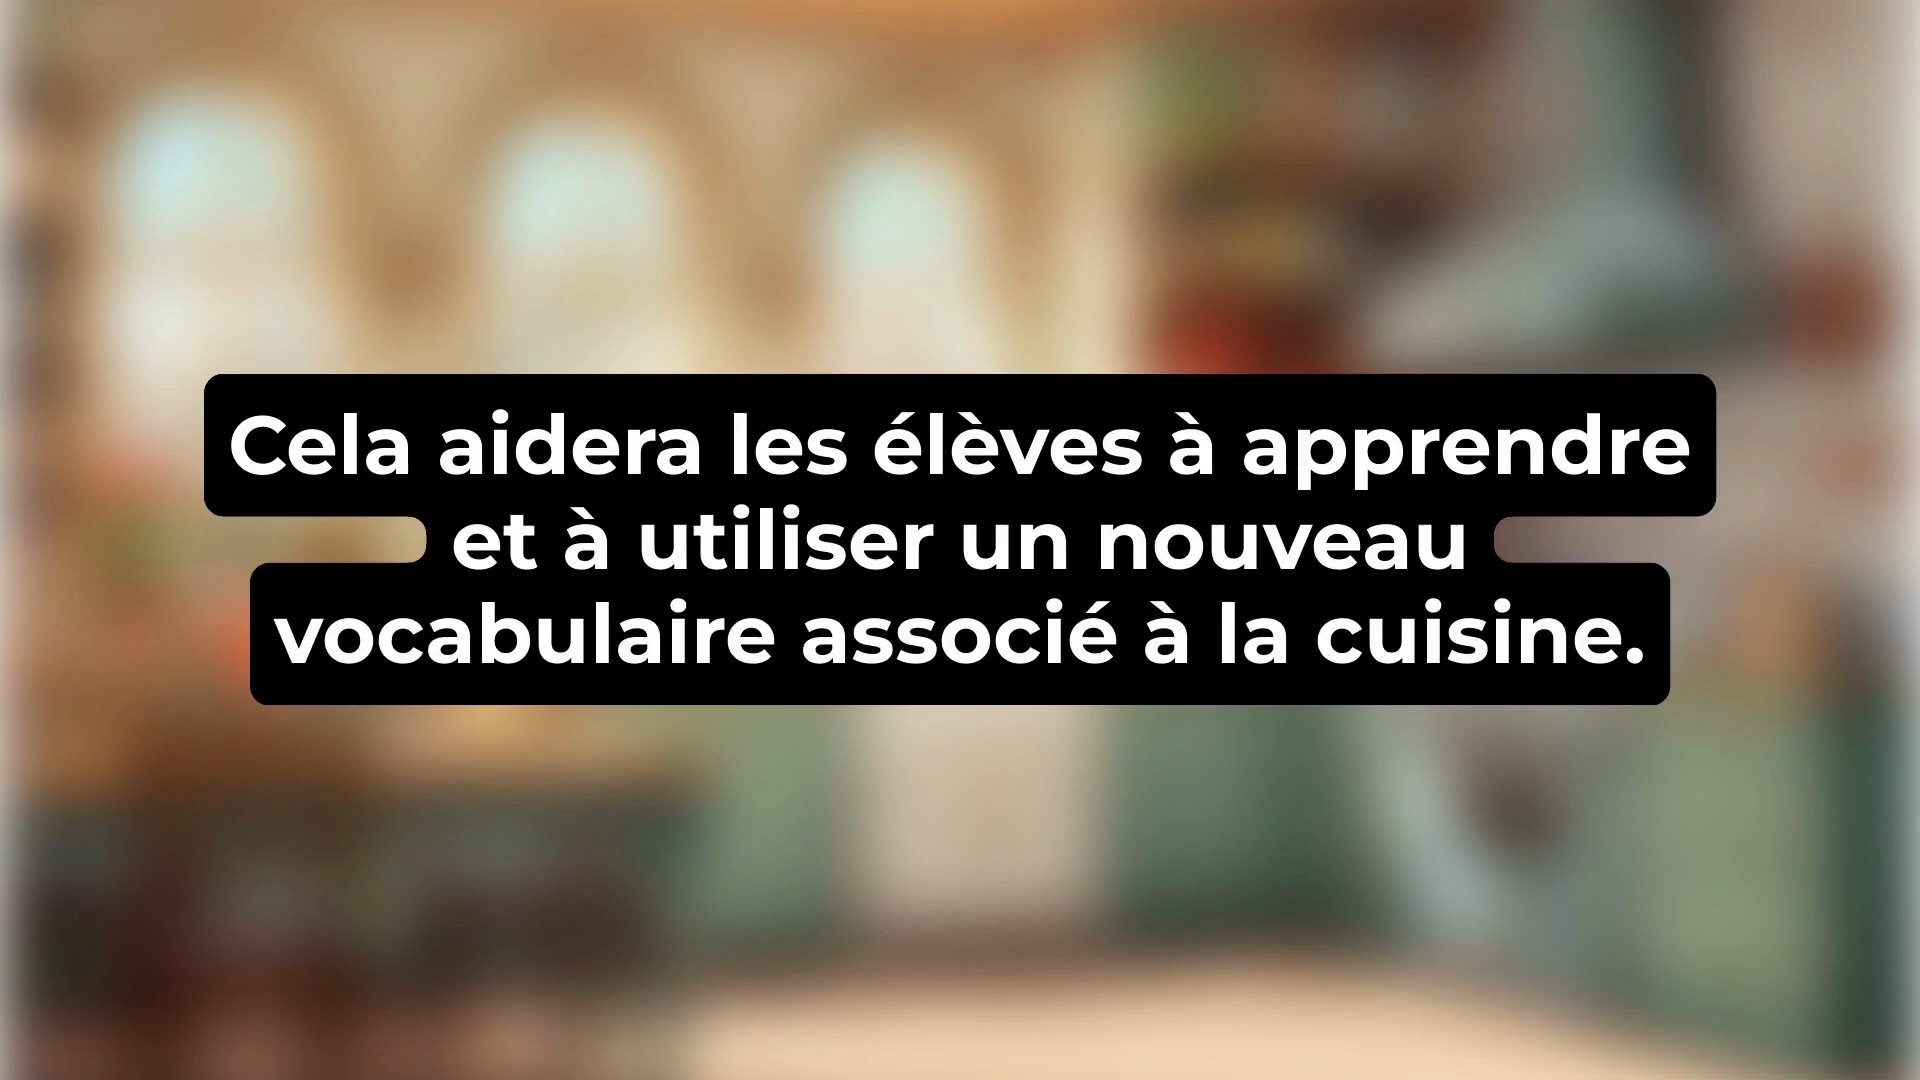 Cela aidera les élèves à apprendre
et à utiliser un nouveau
vocabulaire associé à la cuisine.